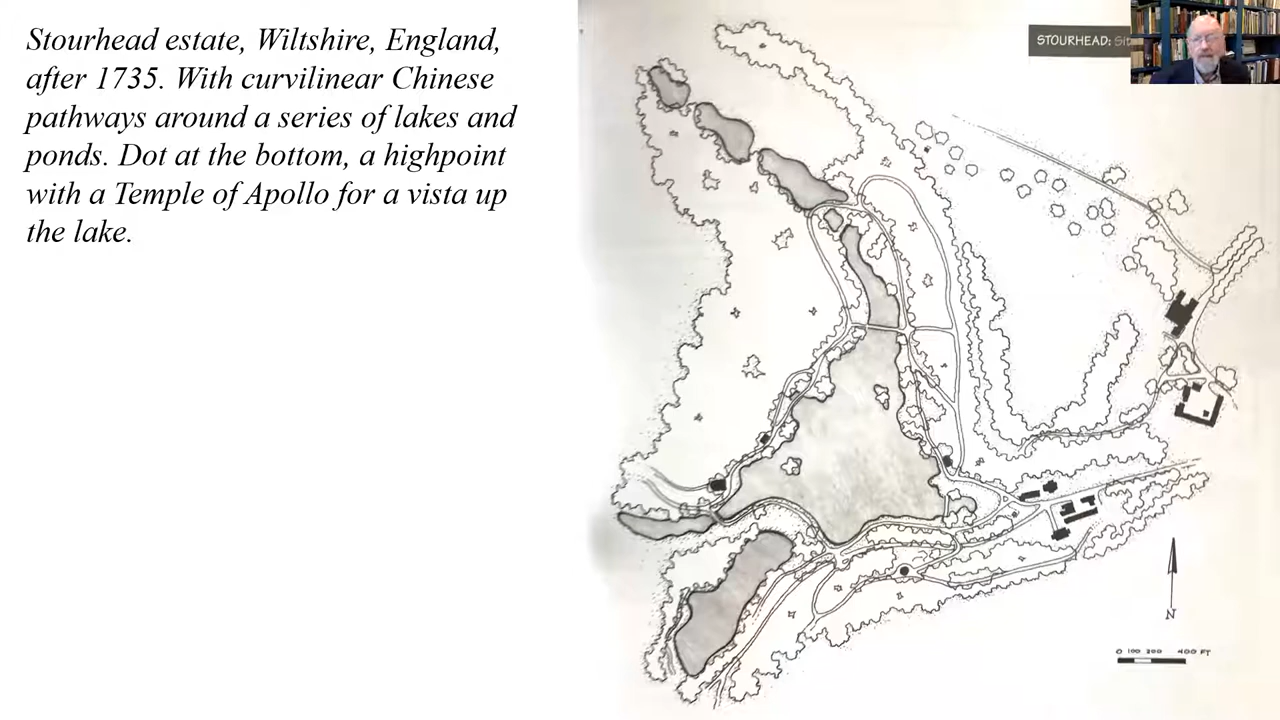 Stourhead estate, Wiltshire, England,
after 1735. With curvilinear Chinese
pathways around a series of lakes and
ponds. Dot at the bottom, a highpoint
with a Temple of Apollo for a vista up
the lake.
STOURHEAD:
N
0 100 200 400 FT